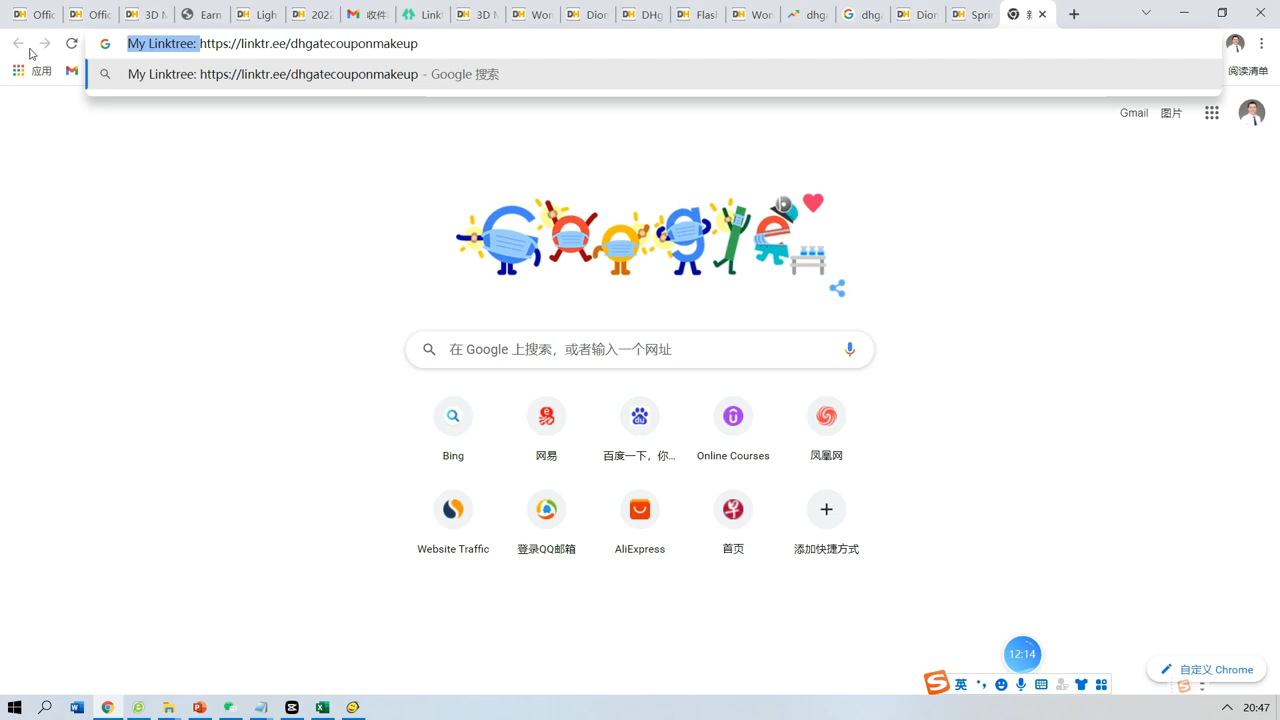 Offic
Offic
3D M
Earn
Ligh
2022
收件
Link
3D M
Wor
Dior
DHg
Flash
Wor
dhga
dhg
Dior
Sprin
My Linktree: https://linktr.ee/dhgatecouponmakeup
应用
My Linktree: https://linktr.ee/dhgatecouponmakeup - Google 搜索
阅读清单
Gmail 图片
在 Google 上搜索，或者输入一个网址
Bing 网易 百度一下，你... Online Courses 凤凰网
Website Traffic 登录QQ邮箱 AliExpress 首页 添加快捷方式
12:14
自定义 Chrome
英
20:47